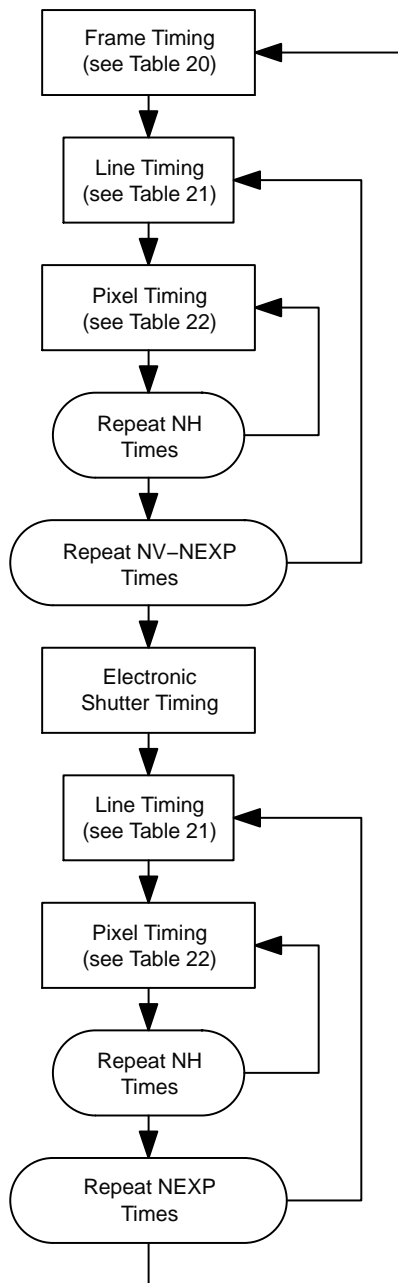 Frame Timing
(see Table 20)
Line Timing
(see Table 21)
Pixel Timing
(see Table 22)
Repeat NH
Times
Repeat NV−NEXP
Times
Electronic
Shutter Timing
Line Timing
(see Table 21)
Pixel Timing
(see Table 22)
Repeat NH
Times
Repeat NEXP
Times